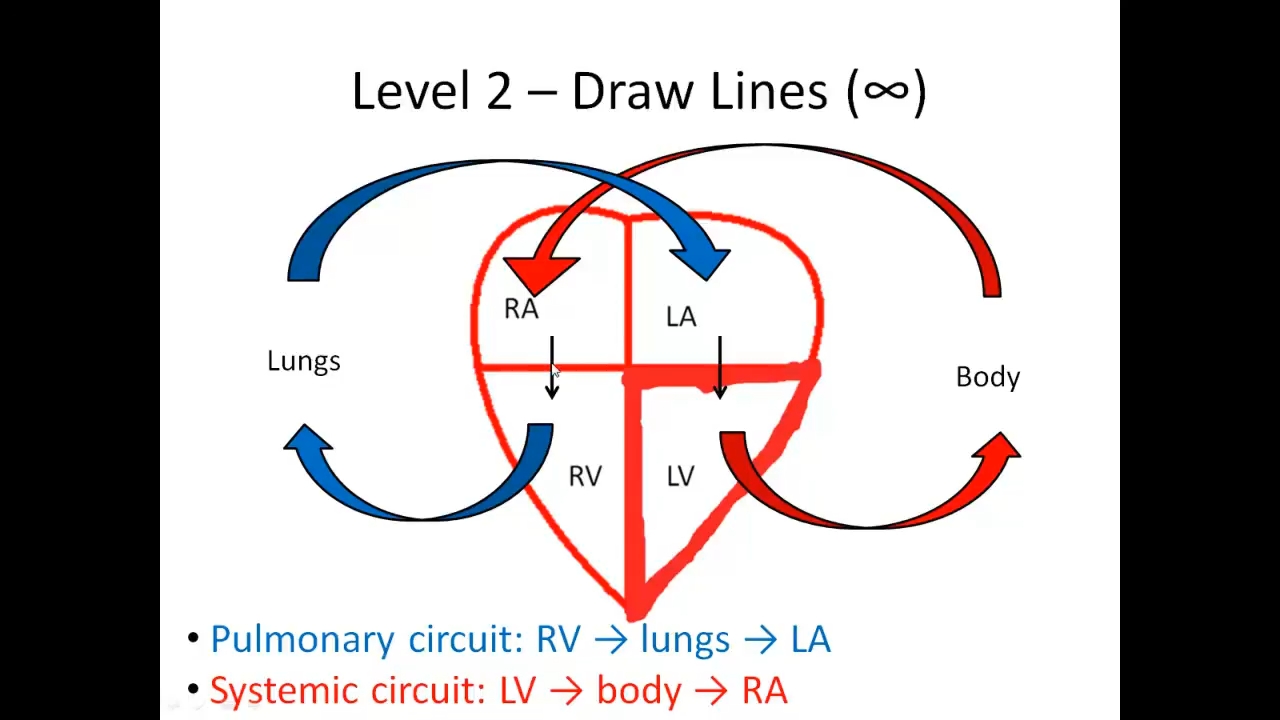 Level 2 – Draw Lines (∞)
RA
LA
Lungs
Body
RV
LV
• Pulmonary circuit: RV → lungs → LA
• Systemic circuit: LV → body → RA